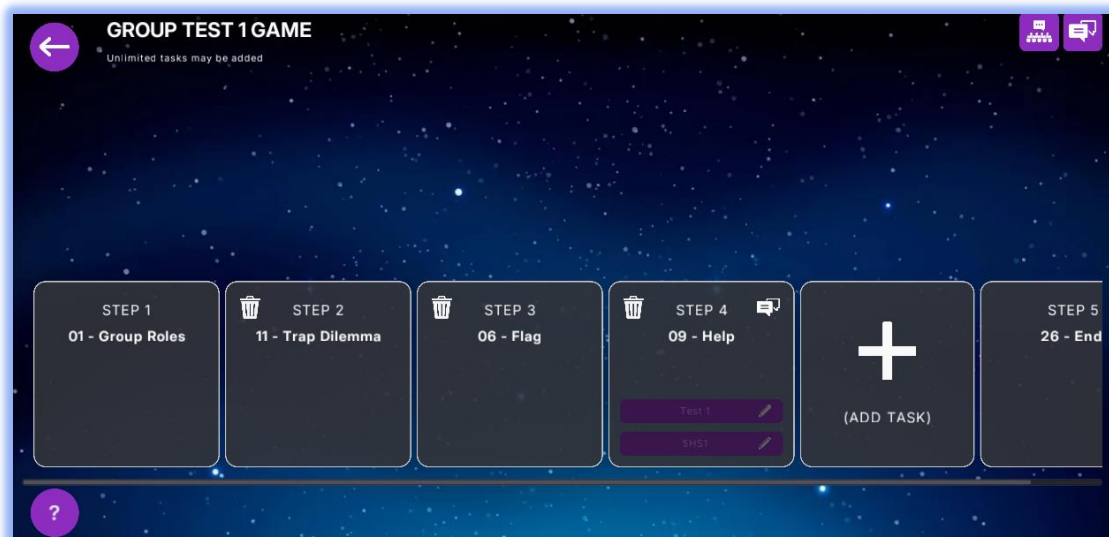 GROUP TEST 1 GAME
Unlimited tasks may be added
STEP 1
01 - Group Roles
STEP 2
11 - Trap Dilemma
STEP 3
06 - Flag
STEP 4
09 - Help
Test 1
5HS1
(ADD TASK)
STEP 5
26 - End
?